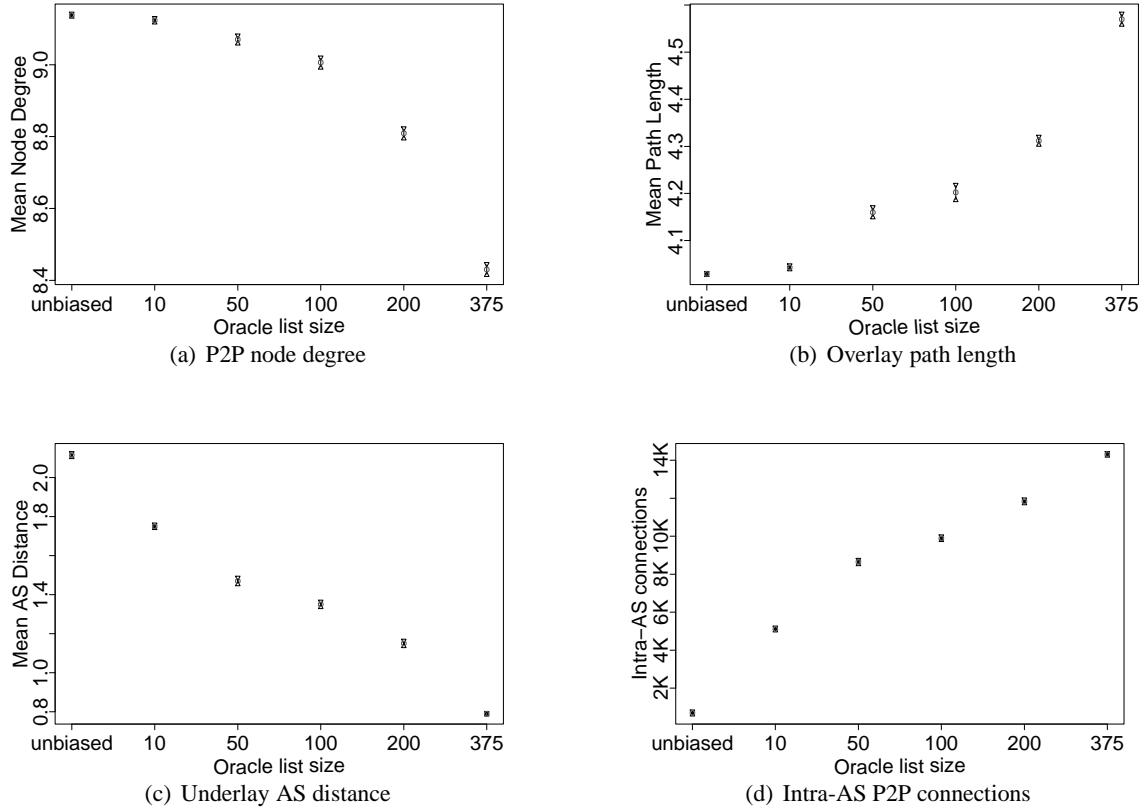 Mean Node Degree
9.0
8.8
8.6
8.4
unbiased 10 50 100 200 375
Oracle list size
(a) P2P node degree
Mean Path Length
4.5
4.4
4.3
4.2
4.1
unbiased 10 50 100 200 375
Oracle list size
(b) Overlay path length
Mean AS Distance
2.0
1.8
1.4
1.0
0.8
unbiased 10 50 100 200 375
Oracle list size
(c) Underlay AS distance
Intra−AS connections
14K
10K
8K
6K
4K
2K
unbiased 10 50 100 200 375
Oracle list size
(d) Intra-AS P2P connections